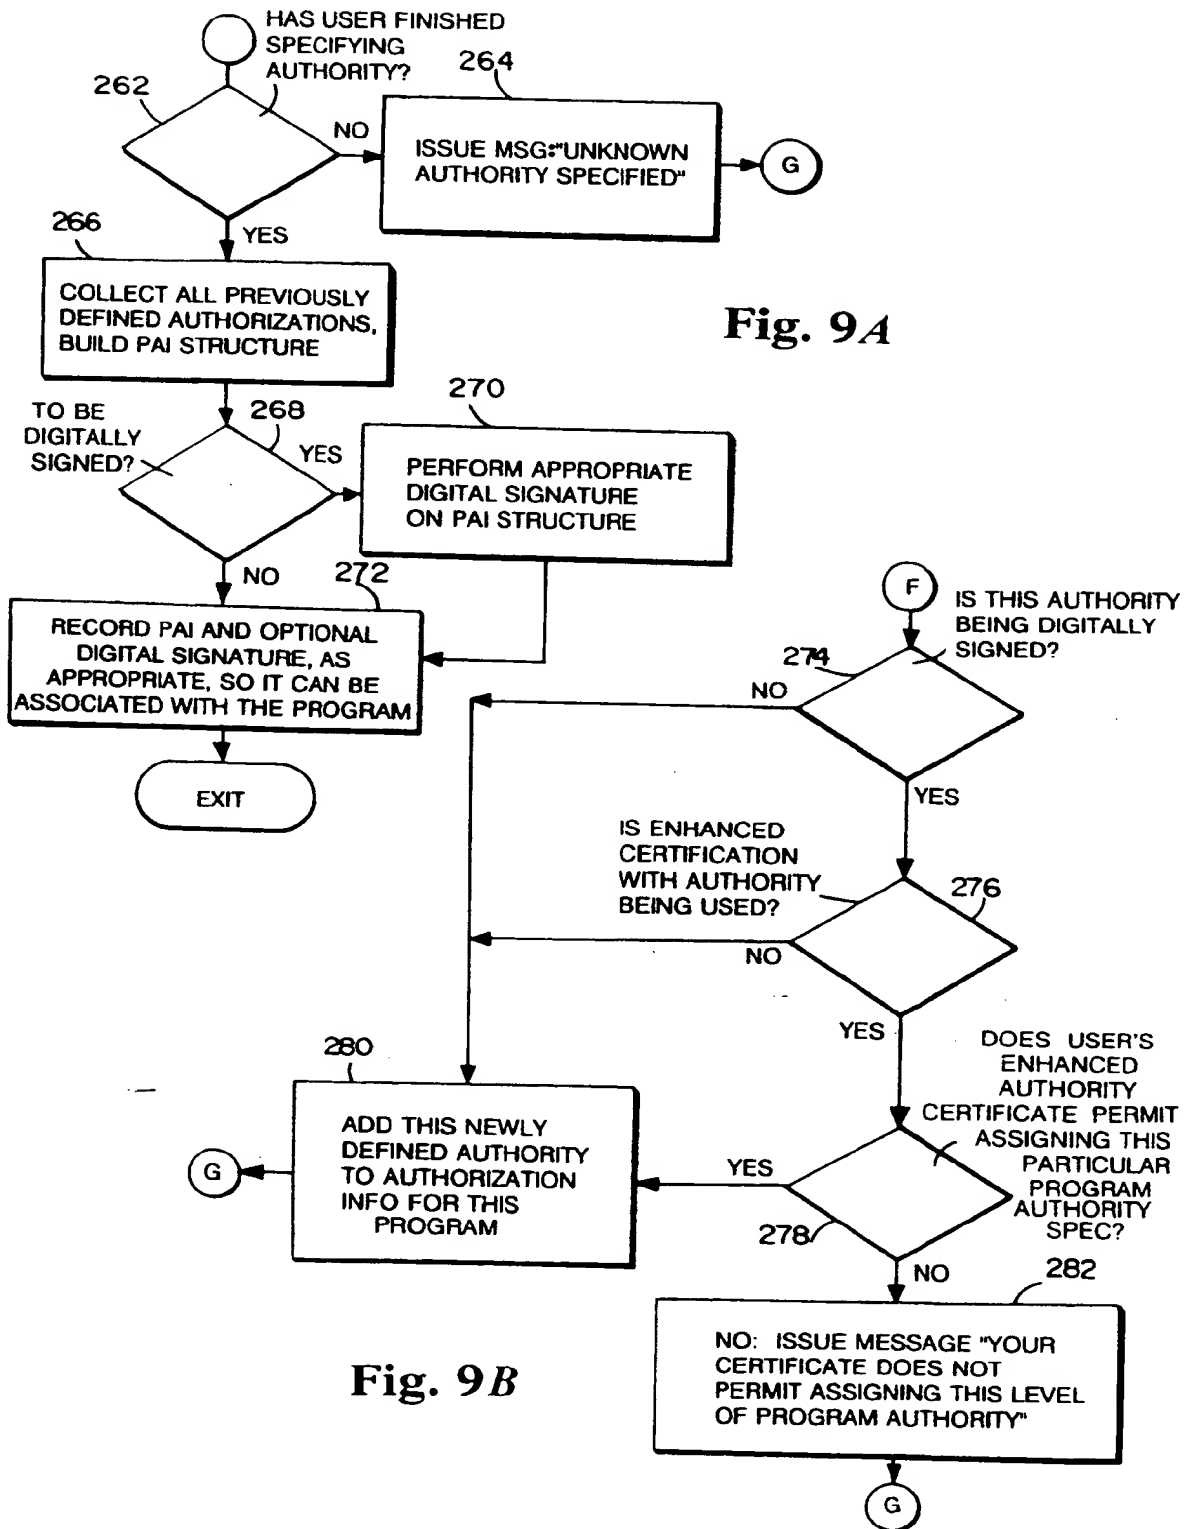 HAS USER FINISHED
SPECIFYING
AUTHORITY?
262
264
NO
ISSUE MSG:"UNKNOWN
AUTHORITY SPECIFIED"
G
YES
266
COLLECT ALL PREVIOUSLY
DEFINED AUTHORIZATIONS,
BUILD PAI STRUCTURE
Fig. 9A
TO BE
DIGITALLY
SIGNED?
268
YES
270
PERFORM APPROPRIATE
DIGITAL SIGNATURE
ON PAI STRUCTURE
NO
272
RECORD PAI AND OPTIONAL
DIGITAL SIGNATURE, AS
APPROPRIATE, SO IT CAN BE
ASSOCIATED WITH THE PROGRAM
EXIT
F
IS THIS AUTHORITY
BEING DIGITALLY
SIGNED?
274
NO
YES
IS ENHANCED
CERTIFICATION
WITH AUTHORITY
BEING USED?
276
NO
YES
DOES USER'S
ENHANCED
AUTHORITY
CERTIFICATE PERMIT
ASSIGNING THIS
PARTICULAR
PROGRAM
AUTHORITY
SPEC?
280
ADD THIS NEWLY
DEFINED AUTHORITY
TO AUTHORIZATION
INFO FOR THIS
PROGRAM
G
YES
278
NO
282
NO: ISSUE MESSAGE "YOUR
CERTIFICATE DOES NOT
PERMIT ASSIGNING THIS LEVEL
OF PROGRAM AUTHORITY"
Fig. 9B
G